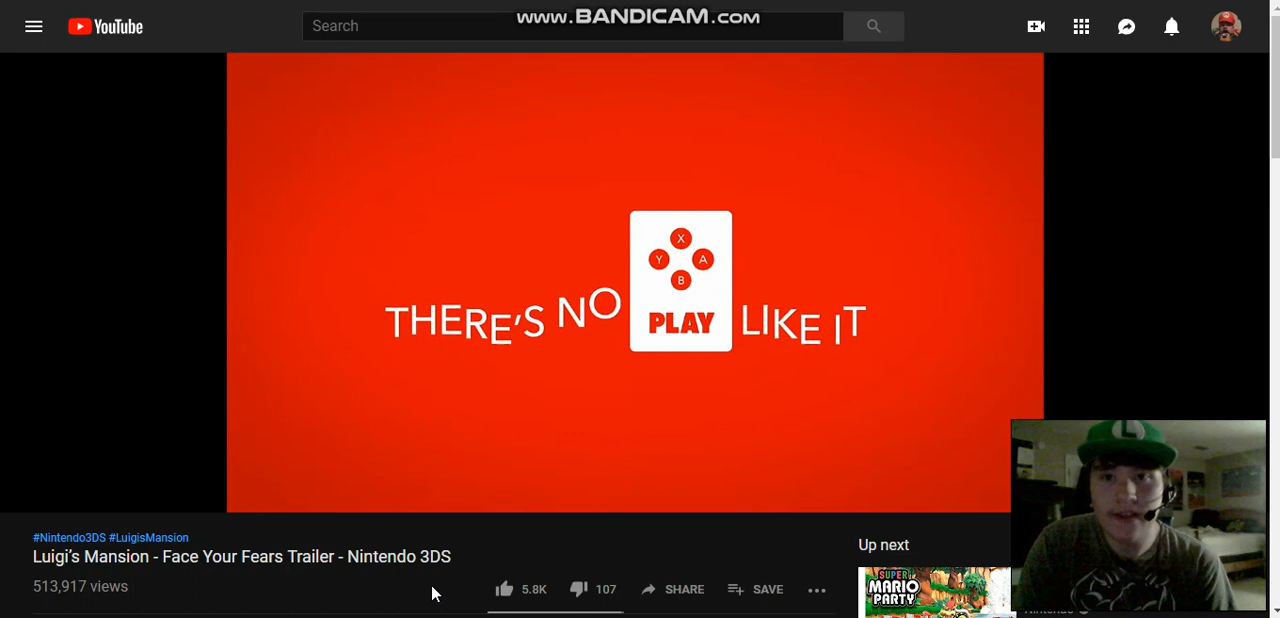 www.BANDICAM.com
YouTube
Search
X
Y A
B
THERE'S NO PLAY LIKE IT
L
#Nintendo3DS #LuigisMansion
Luigi's Mansion - Face Your Fears Trailer - Nintendo 3DS
513,917 views
5.8K 107 SHARE SAVE
Up next
SUPER
MARIO
PARTY
Nintendo